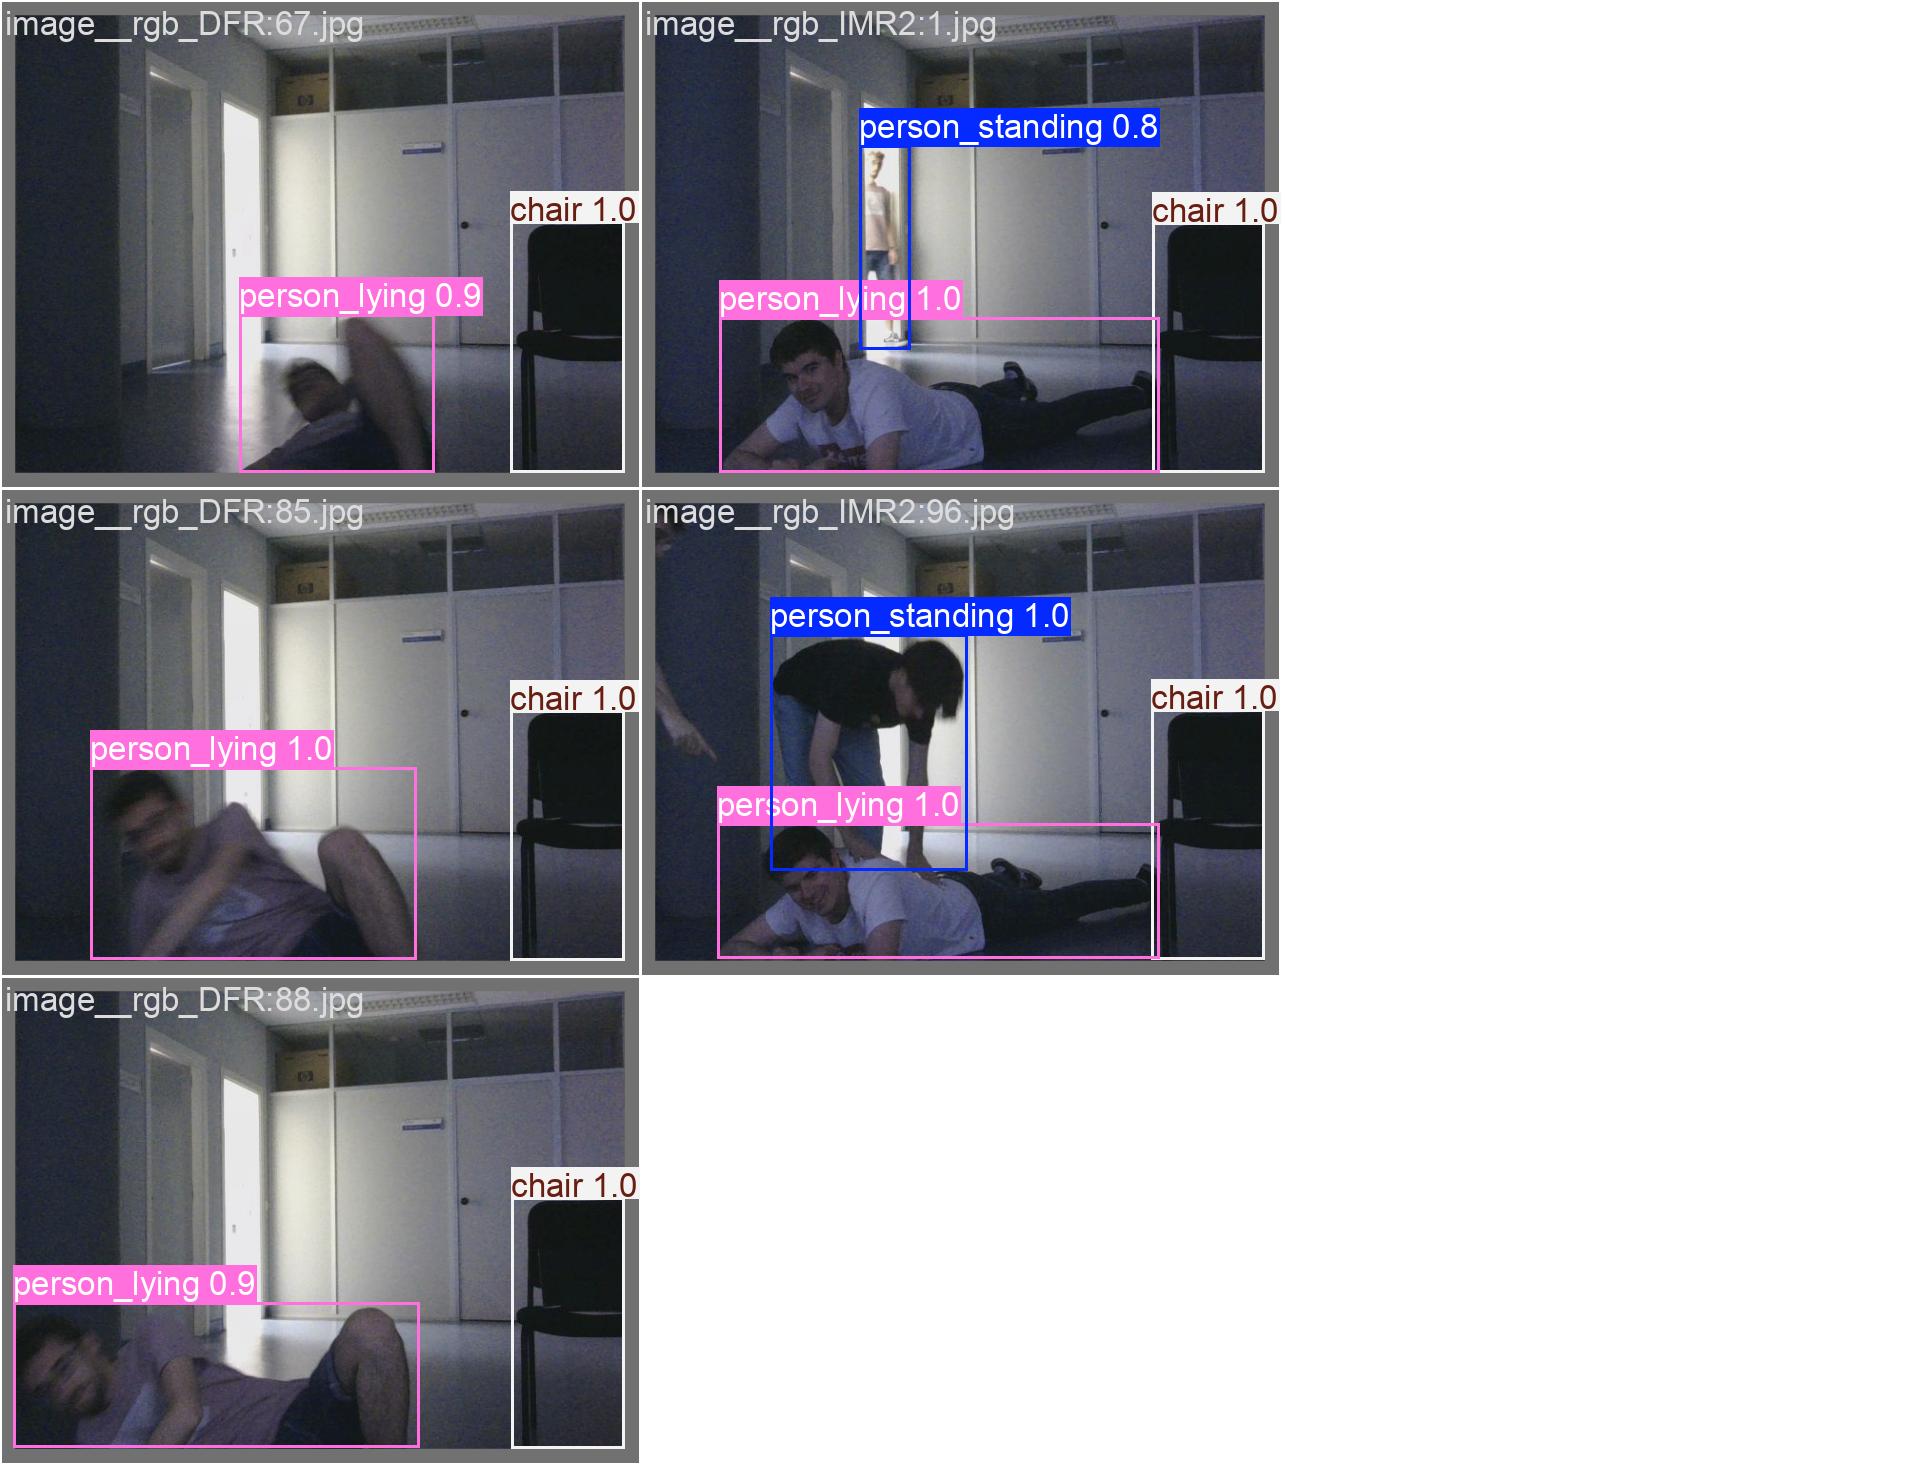 image__rgb_DFR:67.jpg
chair 1.0
person_lying 0.9
image__rgb_IMR2:1.jpg
person_standing 0.8
chair 1.0
person_lying 1.0
image__rgb_DFR:85.jpg
chair 1.0
person_lying 1.0
image__rgb_IMR2:96.jpg
person_standing 1.0
chair 1.0
person_lying 1.0
image__rgb_DFR:88.jpg
chair 1.0
person_lying 0.9